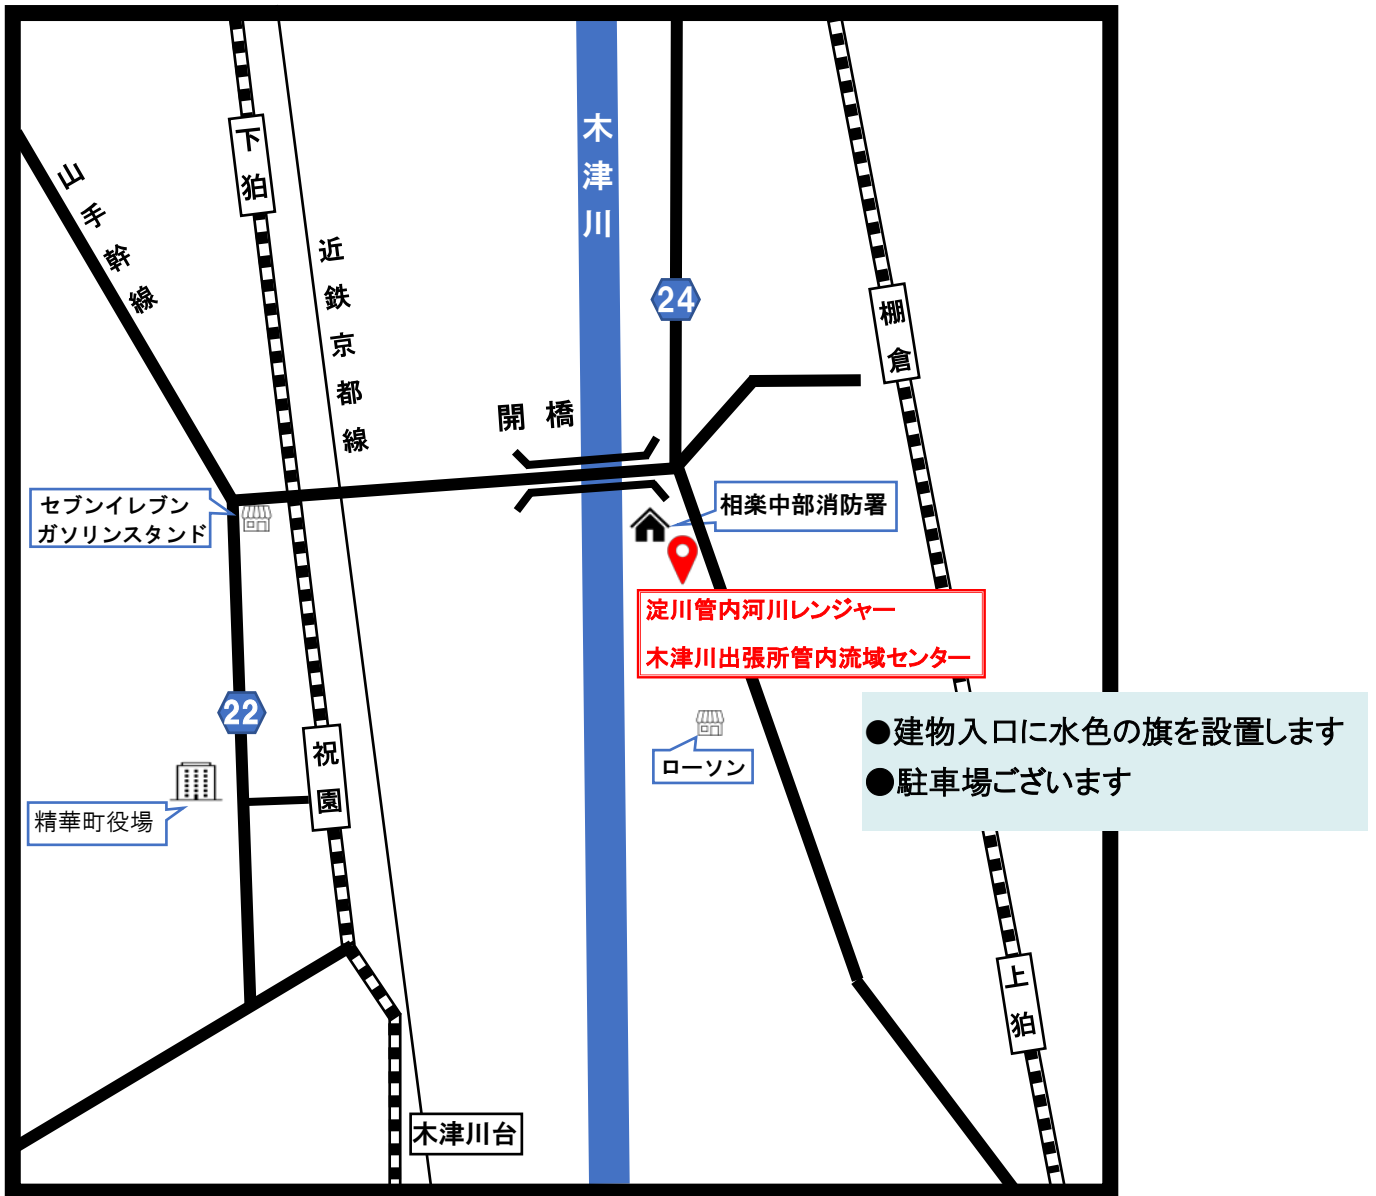 木津川
下狛
山手幹線
近鉄京都線
24
棚倉
開橋
セブンイレブン
ガソリンスタンド
相楽中部消防署
淀川管内河川レンジャー
木津川出張所管内流域センター
22
祝園
ローソン
●建物入口に水色の旗を設置します
●駐車場ございます
精華町役場
上狛
木津川台